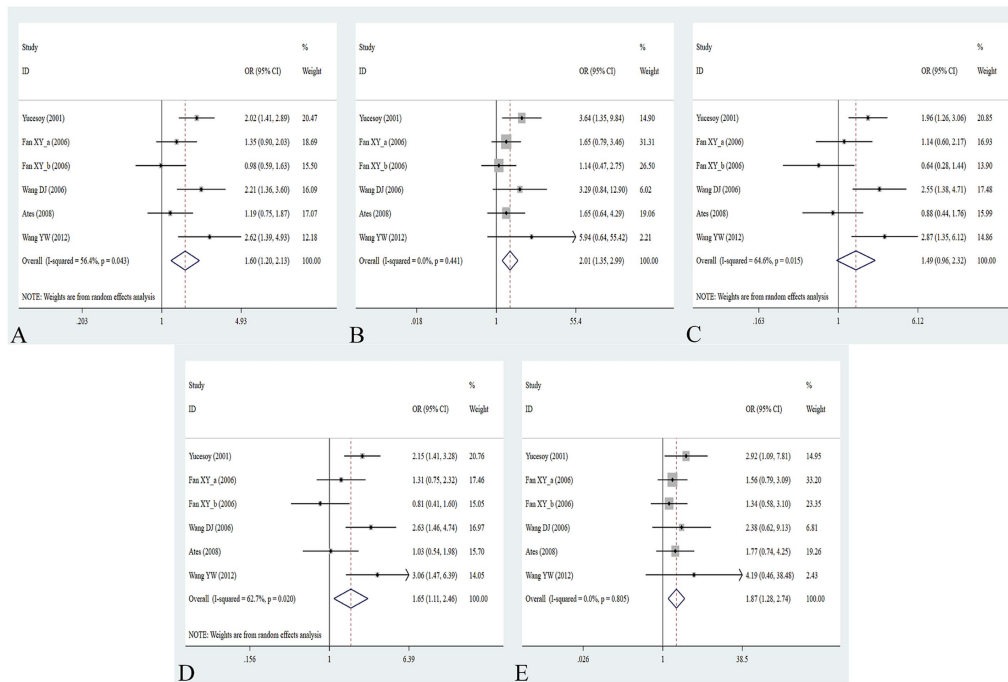 Study %
ID OR (95% CI) Weight
Yucesoy (2001) 2.02 (1.41, 2.89) 20.47
Fan XY_a (2006) 1.35 (0.90, 2.03) 18.69
Fan XY_b (2006) 0.98 (0.59, 1.63) 15.50
Wang DJ (2006) 2.21 (1.36, 3.60) 16.09
Ates (2008) 1.19 (0.75, 1.87) 17.07
Wang YW (2012) 2.62 (1.39, 4.93) 12.18
Overall (I-squared = 56.4%, p = 0.043) 1.60 (1.20, 2.13) 100.00
NOTE: Weights are from random effects analysis
.203 1 4.93
A
Study %
ID OR (95% CI) Weight
Yucesoy (2001) 3.64 (1.35, 9.84) 14.90
Fan XY_a (2006) 1.65 (0.79, 3.46) 31.31
Fan XY_b (2006) 1.14 (0.47, 2.75) 26.50
Wang DJ (2006) 3.29 (0.84, 12.90) 6.02
Ates (2008) 1.65 (0.64, 4.29) 19.06
Wang YW (2012) 5.94 (0.64, 55.42) 2.21
Overall (I-squared = 0.0%, p = 0.441) 2.01 (1.35, 2.99) 100.00
.018 1 55.4
B
Study %
ID OR (95% CI) Weight
Yucesoy (2001) 1.96 (1.26, 3.06) 20.85
Fan XY_a (2006) 1.14 (0.60, 2.17) 16.93
Fan XY_b (2006) 0.64 (0.28, 1.44) 13.90
Wang DJ (2006) 2.55 (1.38, 4.71) 17.48
Ates (2008) 0.88 (0.44, 1.76) 15.99
Wang YW (2012) 2.87 (1.35, 6.12) 14.86
Overall (I-squared = 64.6%, p = 0.015) 1.49 (0.96, 2.32) 100.00
NOTE: Weights are from random effects analysis
.163 1 6.12
C
Study %
ID OR (95% CI) Weight
Yucesoy (2001) 2.15 (1.41, 3.28) 20.76
Fan XY_a (2006) 1.31 (0.75, 2.32) 17.46
Fan XY_b (2006) 0.81 (0.41, 1.60) 15.05
Wang DJ (2006) 2.63 (1.46, 4.74) 16.97
Ates (2008) 1.03 (0.54, 1.98) 15.70
Wang YW (2012) 3.06 (1.47, 6.39) 14.05
Overall (I-squared = 62.7%, p = 0.020) 1.65 (1.11, 2.46) 100.00
NOTE: Weights are from random effects analysis
.156 1 6.39
D
Study %
ID OR (95% CI) Weight
Yucesoy (2001) 2.92 (1.09, 7.81) 14.95
Fan XY_a (2006) 1.56 (0.79, 3.09) 33.20
Fan XY_b (2006) 1.34 (0.58, 3.10) 23.35
Wang DJ (2006) 2.38 (0.62, 9.13) 6.81
Ates (2008) 1.77 (0.74, 4.25) 19.26
Wang YW (2012) 4.19 (0.46, 38.48) 2.43
Overall (I-squared = 0.0%, p = 0.805) 1.87 (1.28, 2.74) 100.00
.026 1 38.5
E